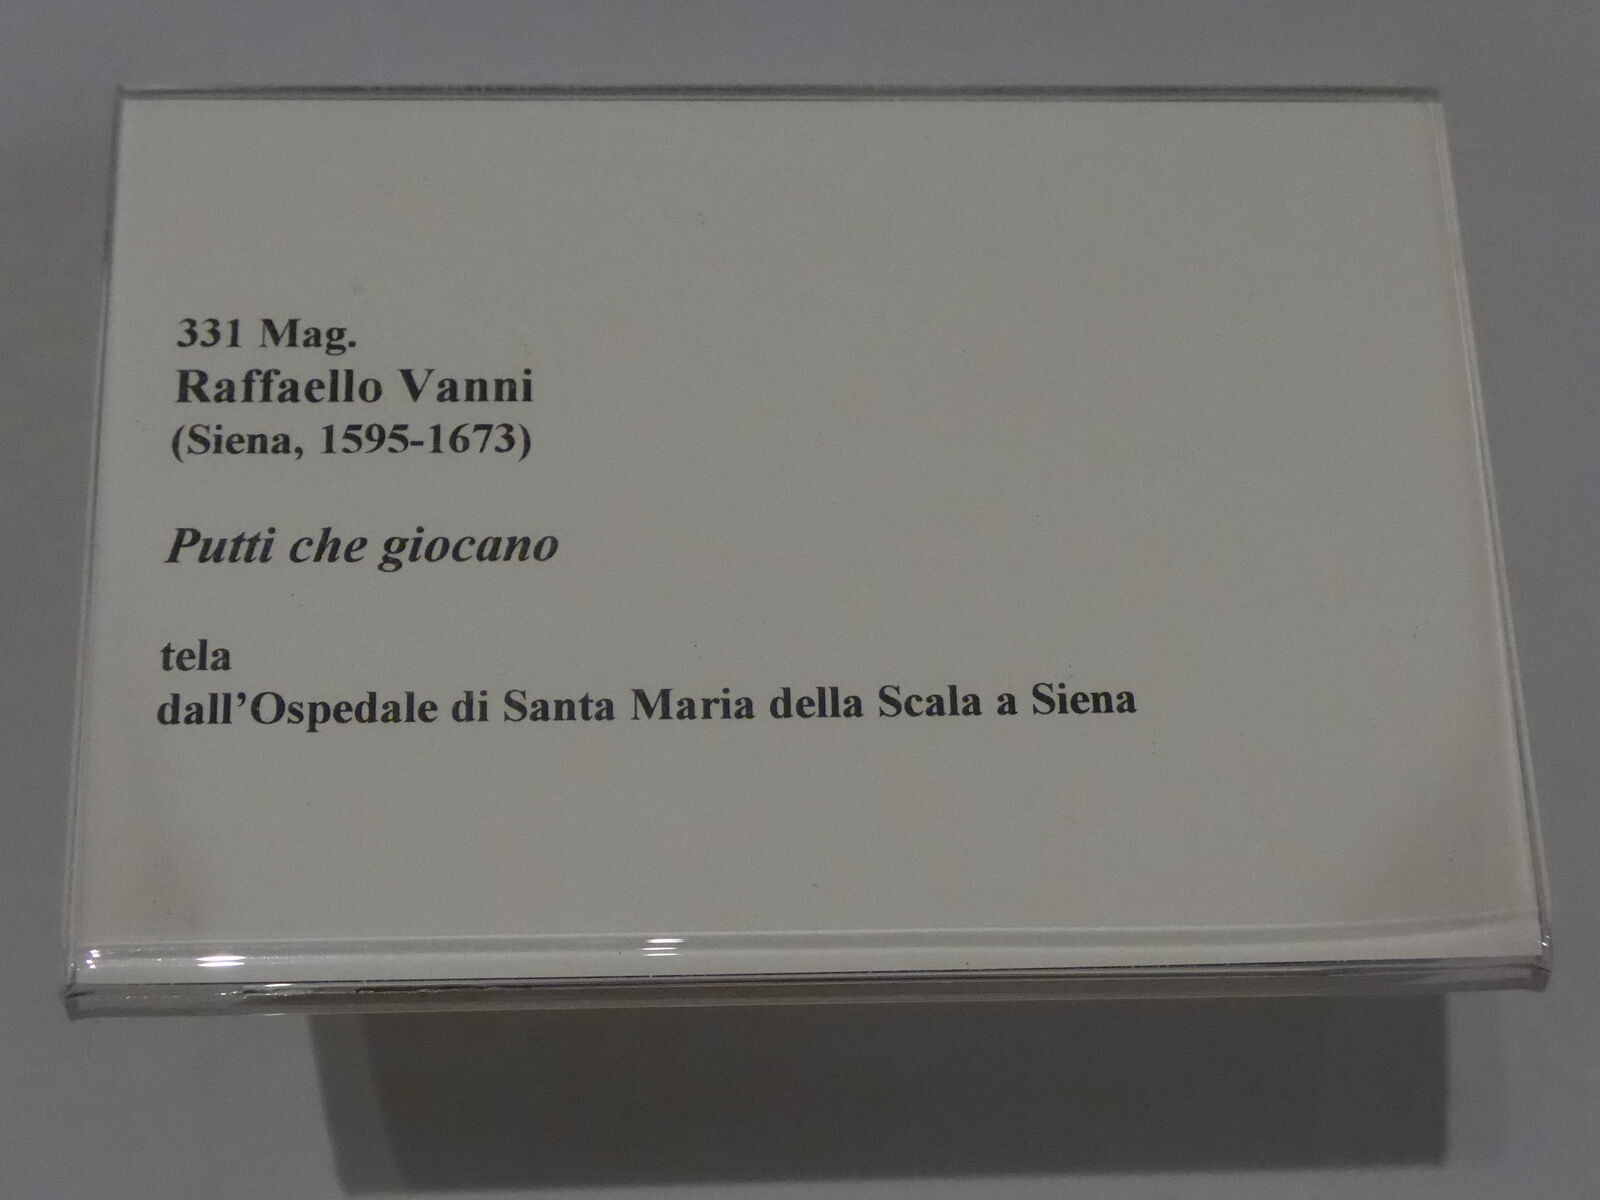 331 Mag.
Raffaello Vanni
(Siena, 1595-1673)
Putti che giocano
tela
dall’Ospedale di Santa Maria della Scala a Siena